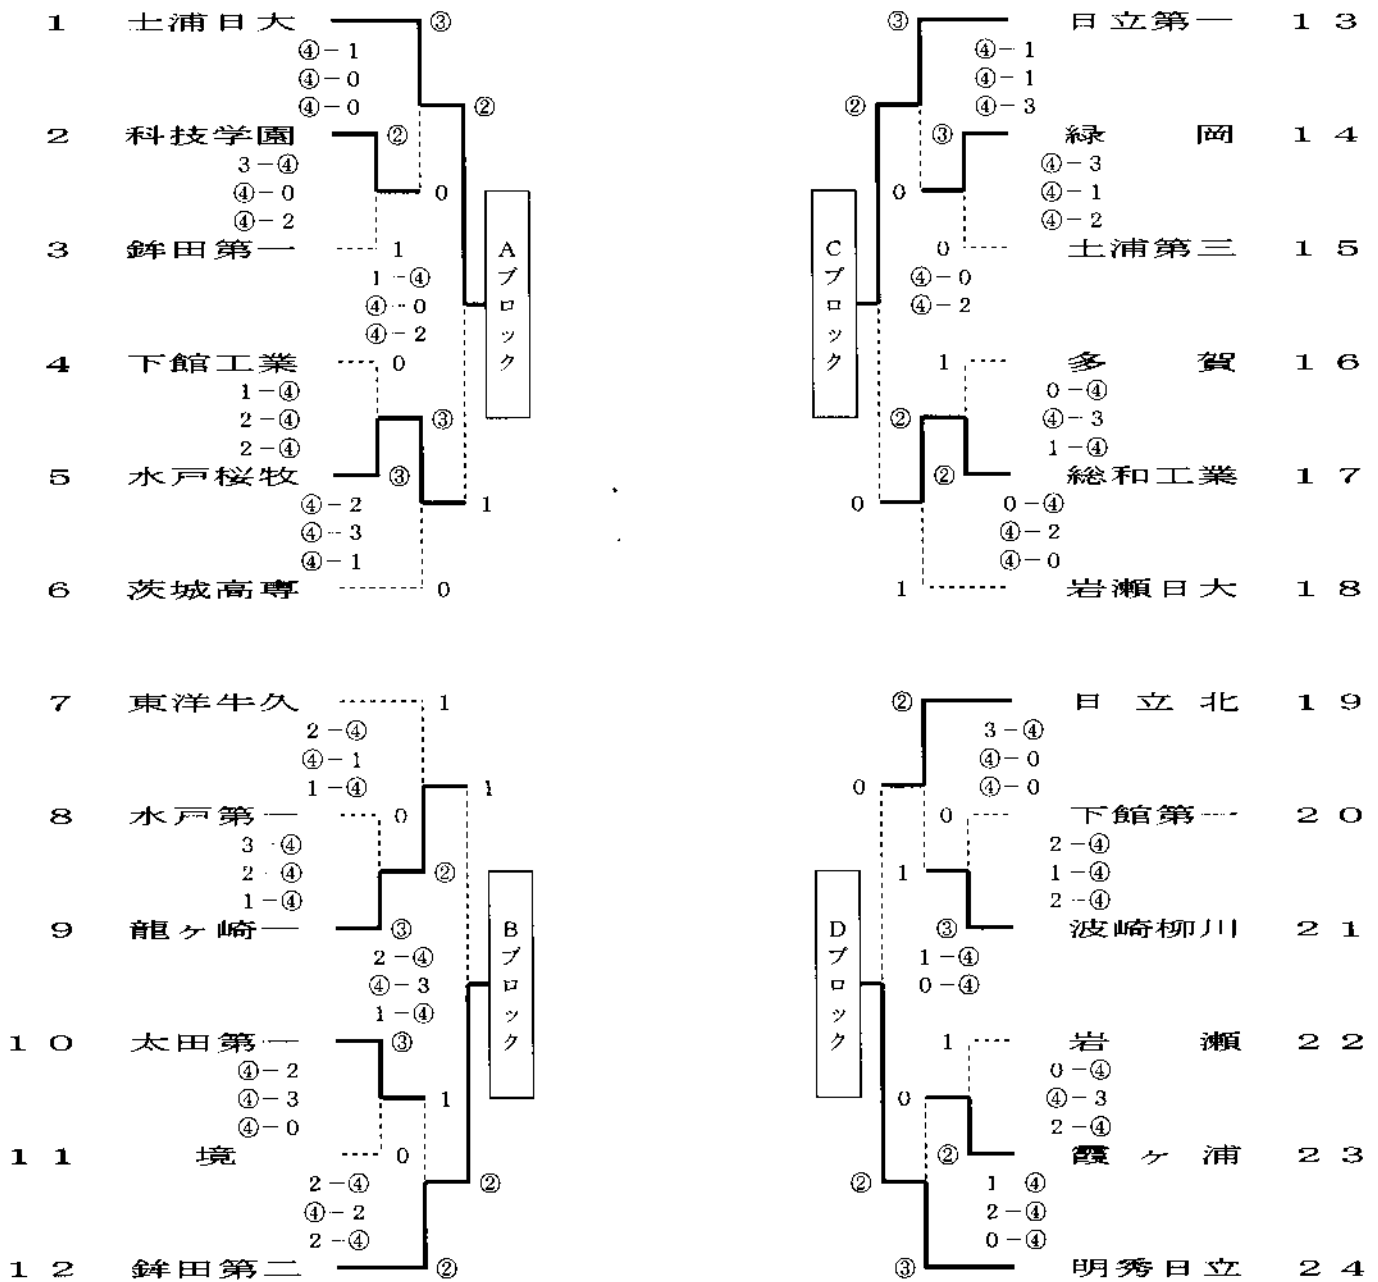 1 土浦日大 ③ ③ 日立第一 13
④-1 ④-1
④-0 ④-1
④-0 ② ② ④-3
2 科技学園 ② ③ 緑岡 14
3-④ ④-3
④-0 0 0 ④-1
④-2 ④-2
3 鉾田第一 1 0 土浦第三 15
1-④ ④-0
④-0 ④-2
④-2
Aブロック Cブロック
4 下館工業 0 1 多賀 16
1-④ 0-④
2-④ ③ ② ④-3
2-④ 1-④
5 水戸桜牧 ③ ② 総和工業 17
④-2 1 0 0-④
④-3 ④-2
④-1 ④-0
6 茨城高専 0 1 岩瀬日大 18
7 東洋牛久 1 ② 日立北 19
2-④ 3-④
④-1 ④-0
1-④ 1 0 ④-0
8 水戸第一 0 0 下館第一 20
3-④ 2-④
2-④ ② 1 1-④
1-④ 2-④
9 龍ヶ崎一 ③ ③ 波崎柳川 21
2-④ 1-④
④-3 0-④
1-④
Bブロック Dブロック
10 太田第一 ③ 1 岩瀬 22
④-2 0-④
④-3 1 0 ④-3
④-0 2-④
11 境 0 ② 霞ヶ浦 23
2-④ ② ② 1 ④
④-2 2-④
2-④ 0-④
12 鉾田第二 ② ③ 明秀日立 24